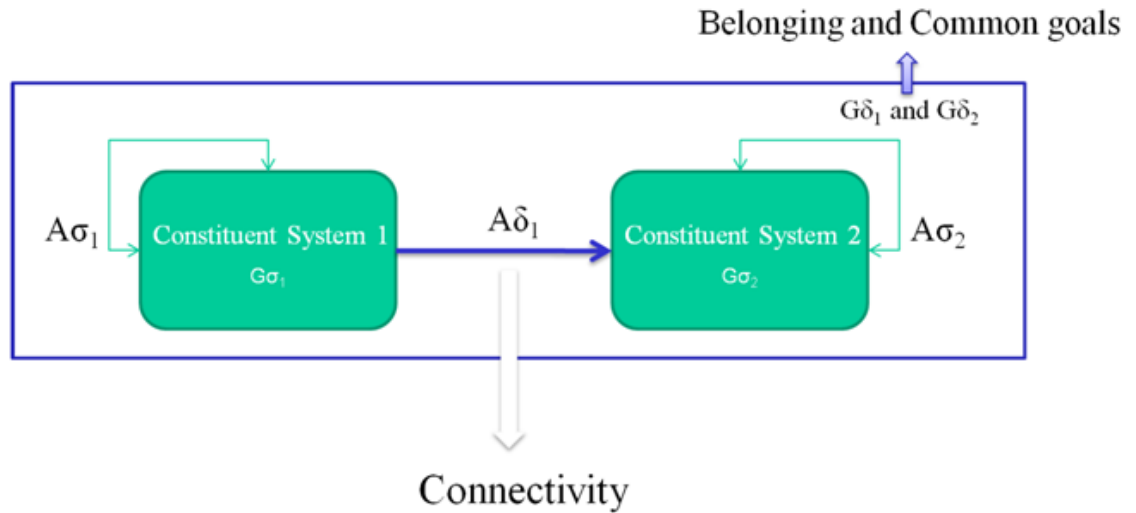 Belonging and Common goals
Gδ₁ and Gδ₂
Aσ₁
Constituent System 1
Gσ₁
Aδ₁
Constituent System 2
Gσ₂
Aσ₂
Connectivity